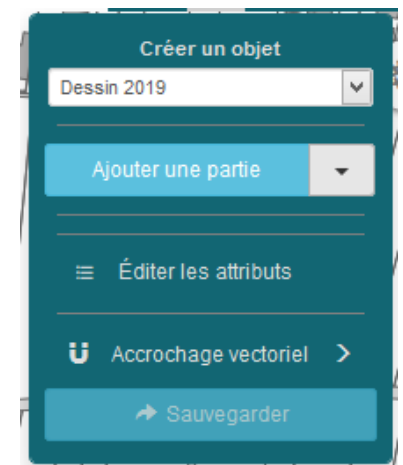 Créer un objet
Dessin 2019
Ajouter une partie
Éditer les attributs
Accrochage vectoriel
Sauvegarder